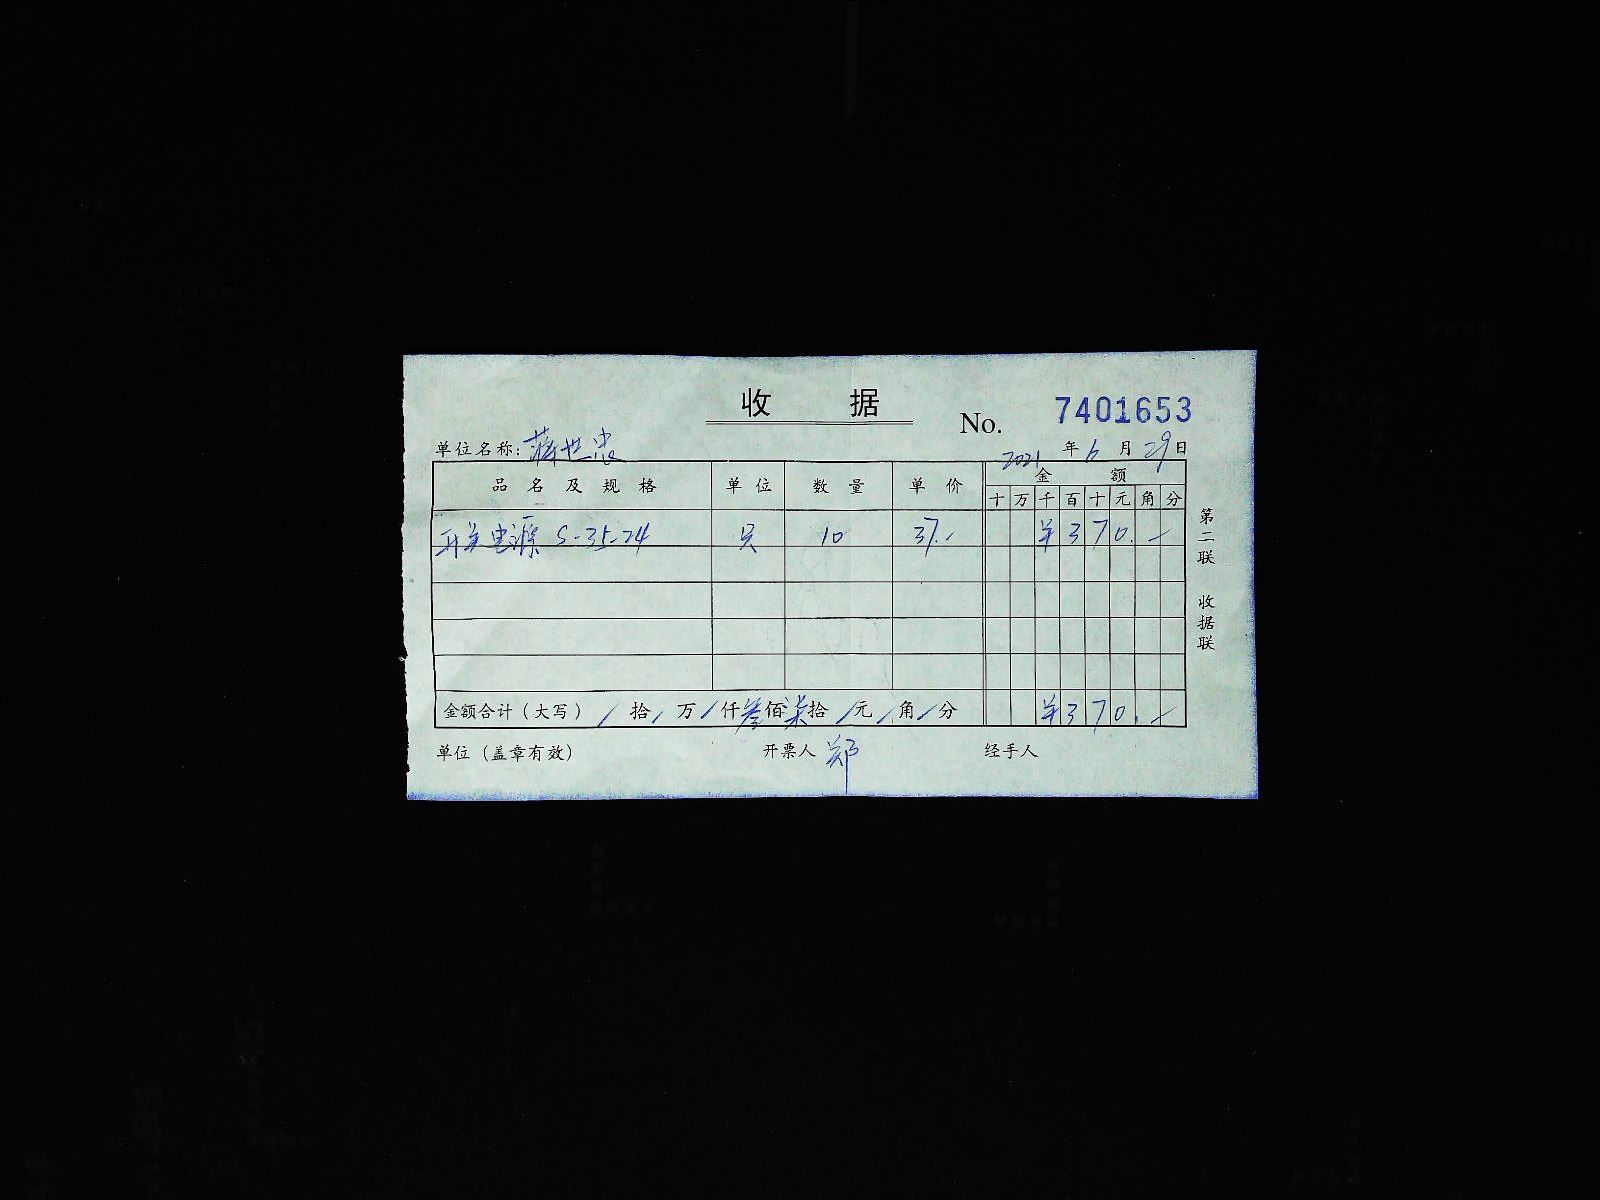 收 据
No. 7401653
单位名称: 蒋世忠 2021 年 6 月 29 日
品 名 及 规 格 单 位 数 量 单 价 金 额
十 万 千 百 十 元 角 分
开关电源 S-35-24 只 10 37.- ¥ 3 7 0. -
金额合计（大写） / 拾 / 万 / 仟 叁 佰 柒 拾 / 元 / 角 / 分 ¥ 3 7 0. -
单位（盖章有效） 开票人 郑 经手人
第二联 收据联